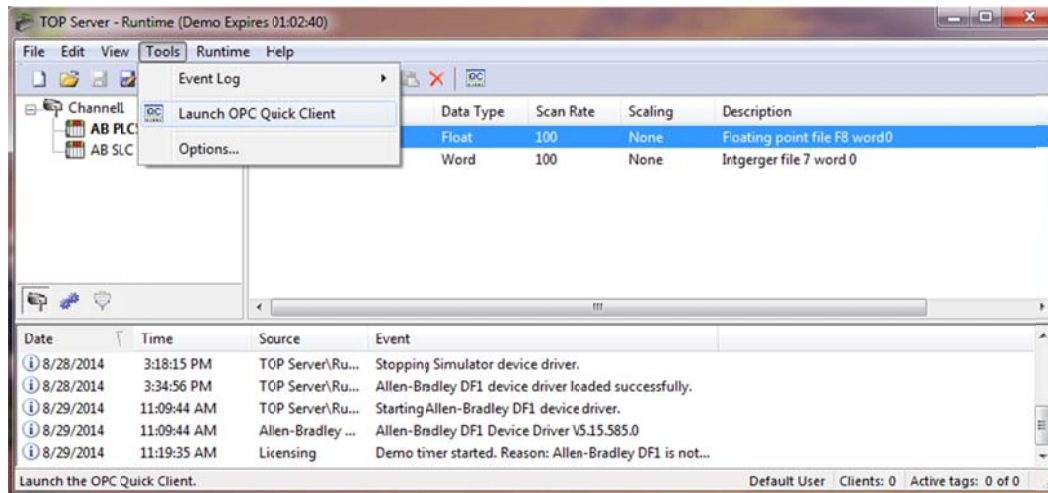 TOP Server - Runtime (Demo Expires 01:02:40)
File Edit View Tools Runtime Help
Event Log
Launch OPC Quick Client
Options...
Channel
AB PLC
AB SLC
Data Type Scan Rate Scaling Description
Float 100 None Floating point file F8 word0
Word 100 None Intgerger file 7 word 0
Date Time Source Event
8/28/2014 3:18:15 PM TOP Server\Ru... Stopping Simulator device driver.
8/28/2014 3:34:56 PM TOP Server\Ru... Allen-Bradley DF1 device driver loaded successfully.
8/29/2014 11:09:44 AM TOP Server\Ru... Starting Allen-Bradley DF1 device driver.
8/29/2014 11:09:44 AM Allen-Bradley ... Allen-Bradley DF1 Device Driver V5.15.585.0
8/29/2014 11:19:35 AM Licensing Demo timer started. Reason: Allen-Bradley DF1 is not...
Launch the OPC Quick Client. Default User Clients: 0 Active tags: 0 of 0